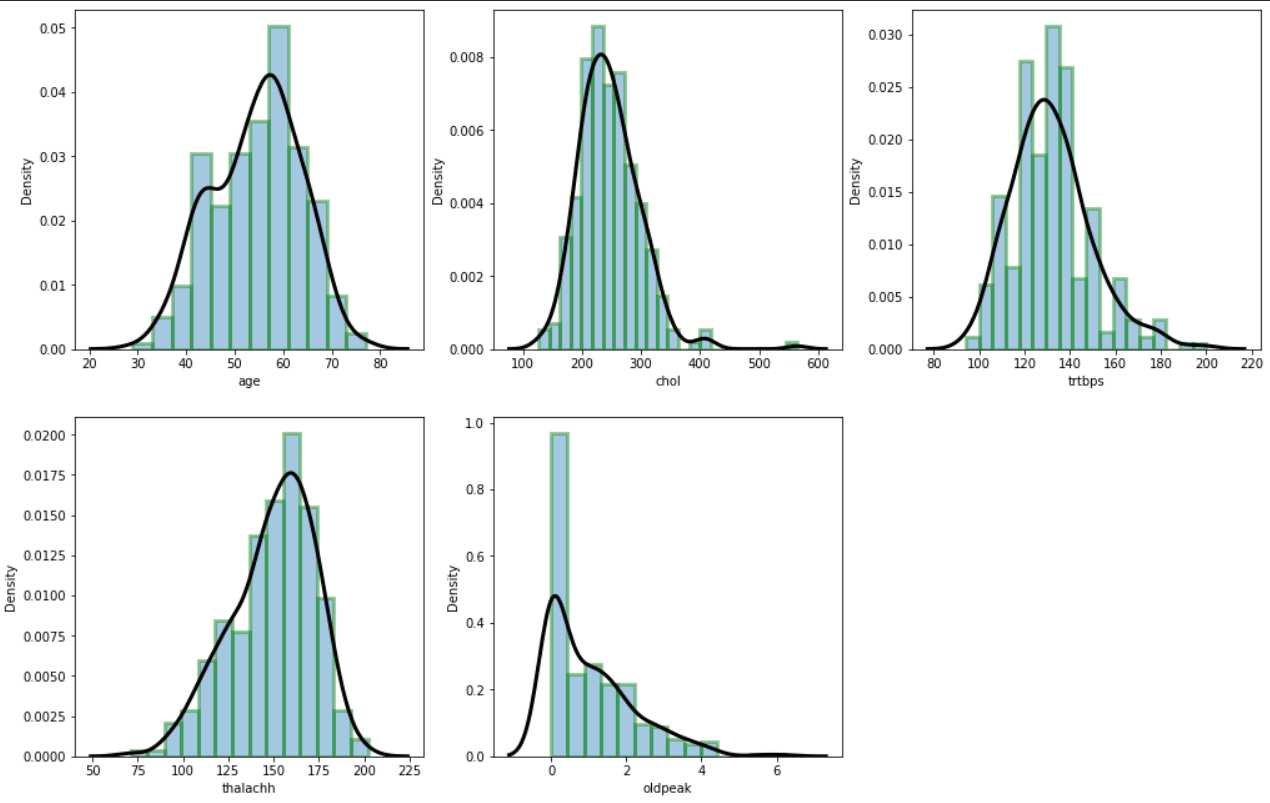 0.05
0.04
0.03
0.02
0.01
0.00
Density
20 30 40 50 60 70 80
age
0.008
0.006
0.004
0.002
0.000
Density
100 200 300 400 500 600
chol
0.030
0.025
0.020
0.015
0.010
0.005
0.000
Density
80 100 120 140 160 180 200 220
trtbps
0.0200
0.0175
0.0150
0.0125
0.0100
0.0075
0.0050
0.0025
0.0000
Density
50 75 100 125 150 175 200 225
thalachh
1.0
0.8
0.6
0.4
0.2
0.0
Density
0 2 4 6
oldpeak